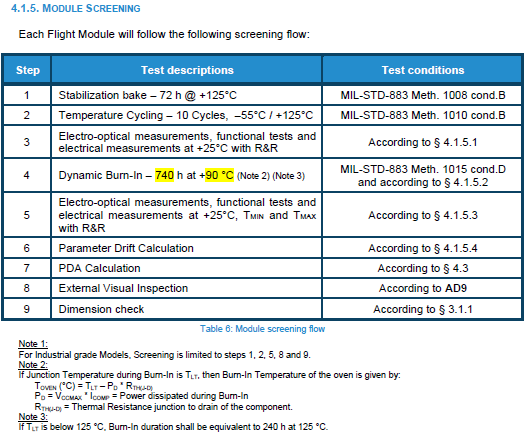 4.1.5. MODULE SCREENING
Each Flight Module will follow the following screening flow:
Step Test descriptions Test conditions
1 Stabilization bake – 72 h @ +125°C MIL-STD-883 Meth. 1008 cond.B
2 Temperature Cycling – 10 Cycles, –55°C / +125°C MIL-STD-883 Meth. 1010 cond.B
3 Electro-optical measurements, functional tests and
electrical measurements at +25°C with R&R According to § 4.1.5.1
4 Dynamic Burn-In – 740 h at +90 °C (Note 2) (Note 3) MIL-STD-883 Meth. 1015 cond.D
and according to § 4.1.5.2
5 Electro-optical measurements, functional tests and
electrical measurements at +25°C, TMIN and TMAX
with R&R According to § 4.1.5.3
6 Parameter Drift Calculation According to § 4.1.5.4
7 PDA Calculation According to § 4.3
8 External Visual Inspection According to AD9
9 Dimension check According to § 3.1.1
Table 6: Module screening flow
Note 1:
For Industrial grade Models, Screening is limited to steps 1, 2, 5, 8 and 9.
Note 2:
If Junction Temperature during Burn-In is TLT, then Burn-In Temperature of the oven is given by:
TOVEN (°C) = TLT – PD * RTH(J-D)
PD = VCCMAX * ICOMP = Power dissipated during Burn-In
RTH(J-D) = Thermal Resistance junction to drain of the component.
Note 3:
If TLT is below 125 °C, Burn-In duration shall be equivalent to 240 h at 125 °C.